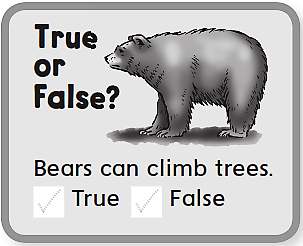 True
or
False?
Bears can climb trees.
True False